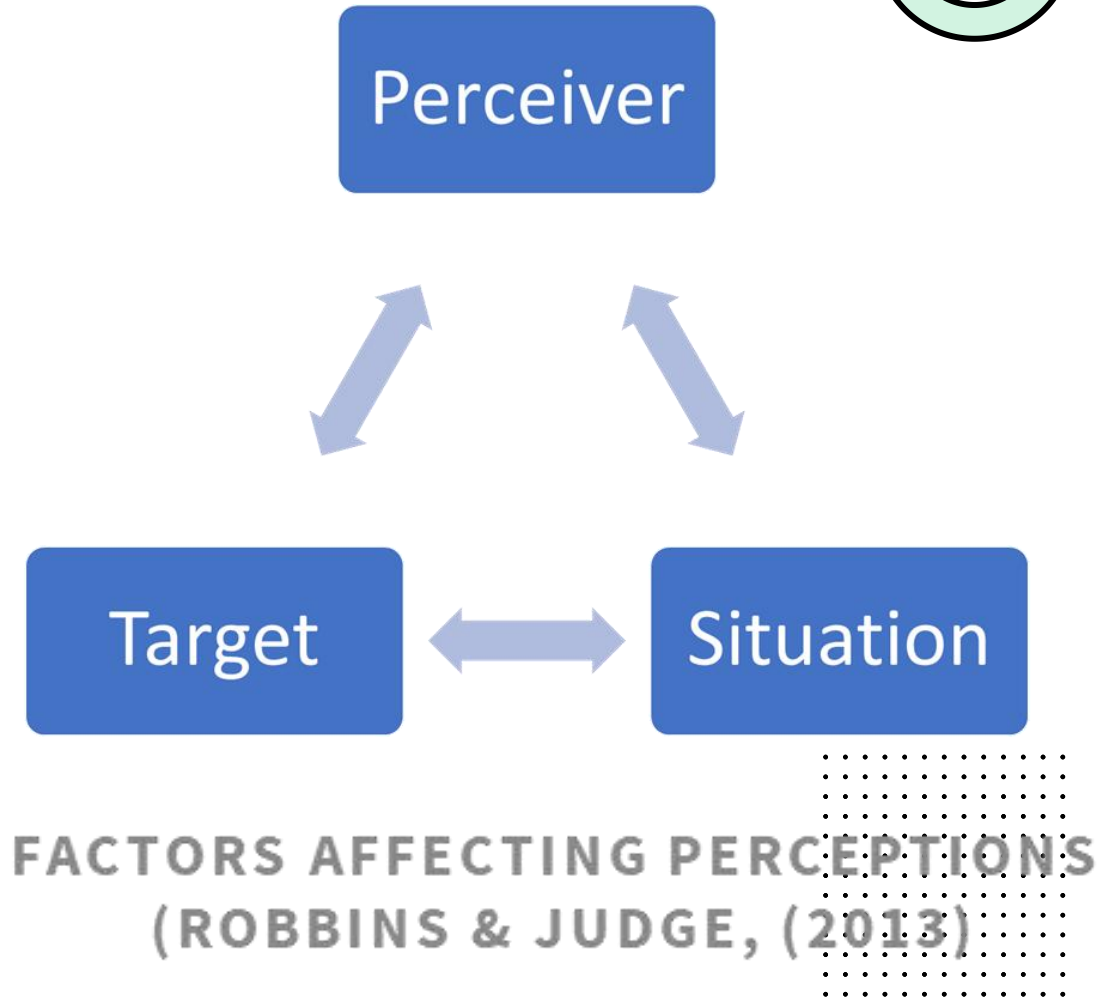 Perceiver
Target
Situation
FACTORS AFFECTING PERCEPTIONS
(ROBBINS & JUDGE, (2013)